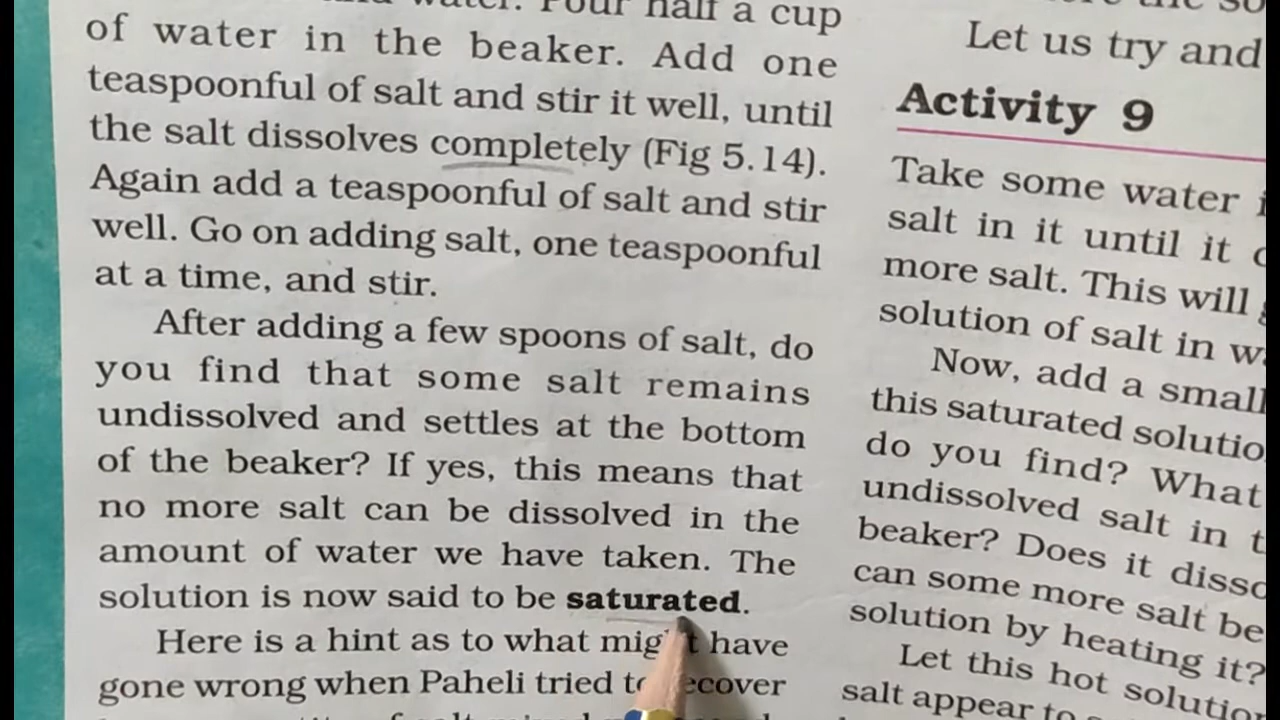 water. Pour half a cup
of water in the beaker. Add one
teaspoonful of salt and stir it well, until
the salt dissolves completely (Fig 5.14).
Again add a teaspoonful of salt and stir
well. Go on adding salt, one teaspoonful
at a time, and stir.
After adding a few spoons of salt, do
you find that some salt remains
undissolved and settles at the bottom
of the beaker? If yes, this means that
no more salt can be dissolved in the
amount of water we have taken. The
solution is now said to be saturated.
Here is a hint as to what might have
gone wrong when Paheli tried to recover
Let us try and
Activity 9
Take some water
salt in it until it
more salt. This will
solution of salt in
Now, add a small
this saturated
do you find? What
undissolved salt in
beaker? Does it
can some more salt be
solution by heating it?
Let this hot
salt appear to